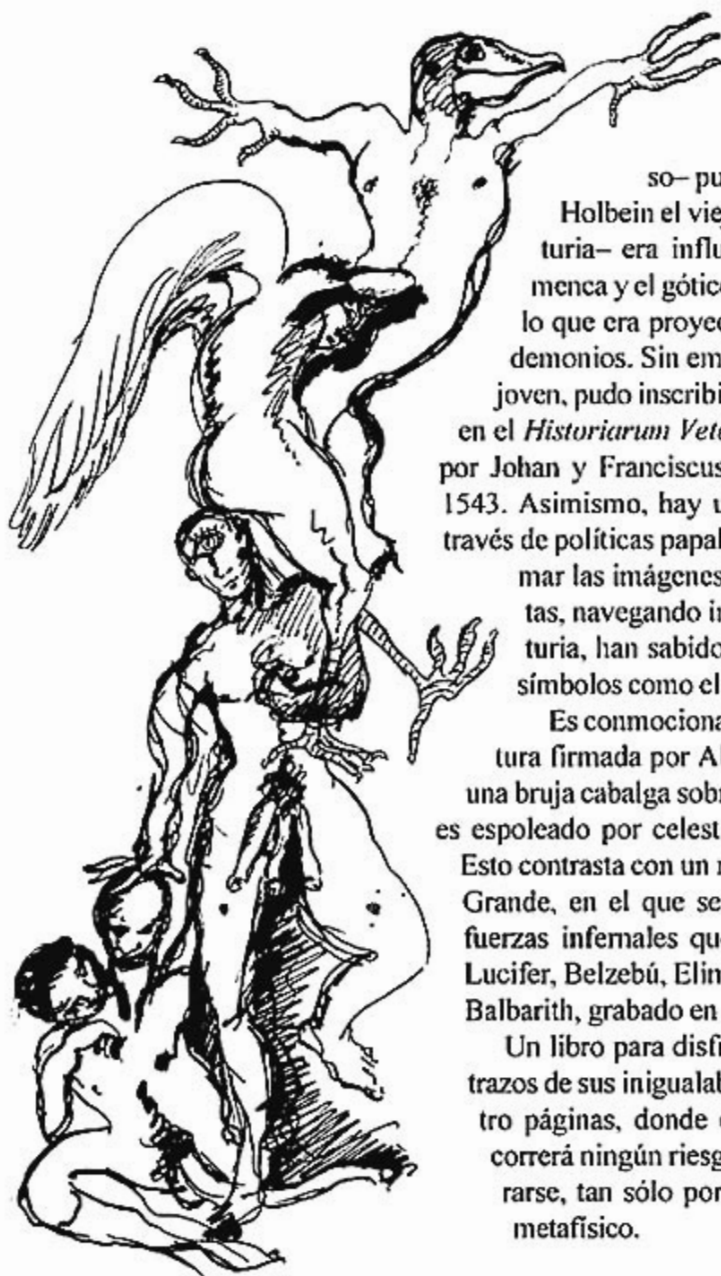 so– pu
Holbein el viej
turia– era influ
menca y el gótico
lo que era proyec
demonios. Sin em
joven, pudo inscribi
en el Historiarum Vete
por Johan y Franciscus
1543. Asimismo, hay u
través de políticas papal
mar las imágenes
tas, navegando in
turia, han sabido
símbolos como el
Es conmociona
tura firmada por Al
una bruja cabalga sobr
es espoleado por celest
Esto contrasta con un r
Grande, en el que se
fuerzas infernales qu
Lucifer, Belzebú, Elin
Balbarith, grabado en
Un libro para disfr
trazos de sus inigualab
tro páginas, donde e
correrá ningún riesg
rarse, tan sólo por
metafísico.